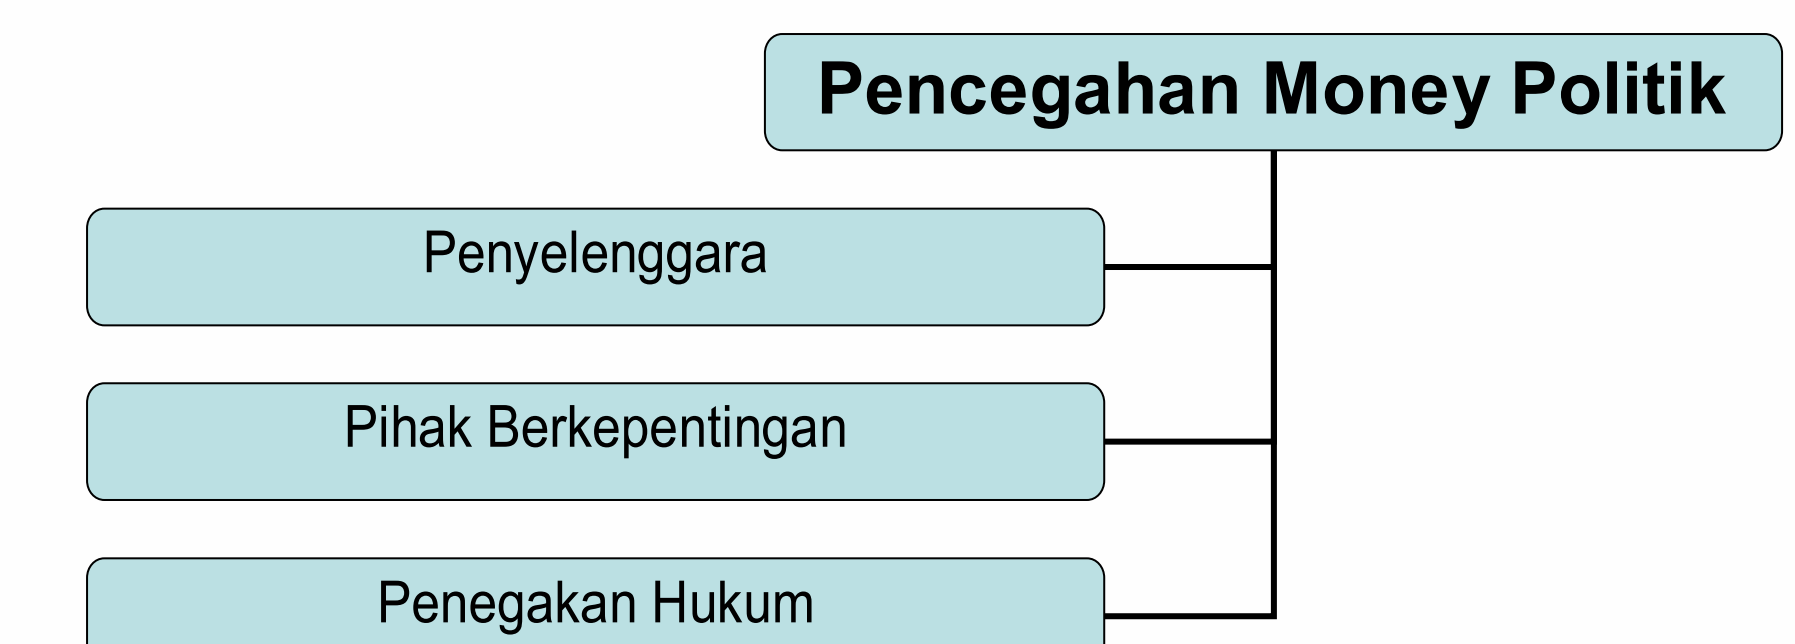 Pencegahan Money Politik
Penyelenggara
Pihak Berkepentingan
Penegakan Hukum